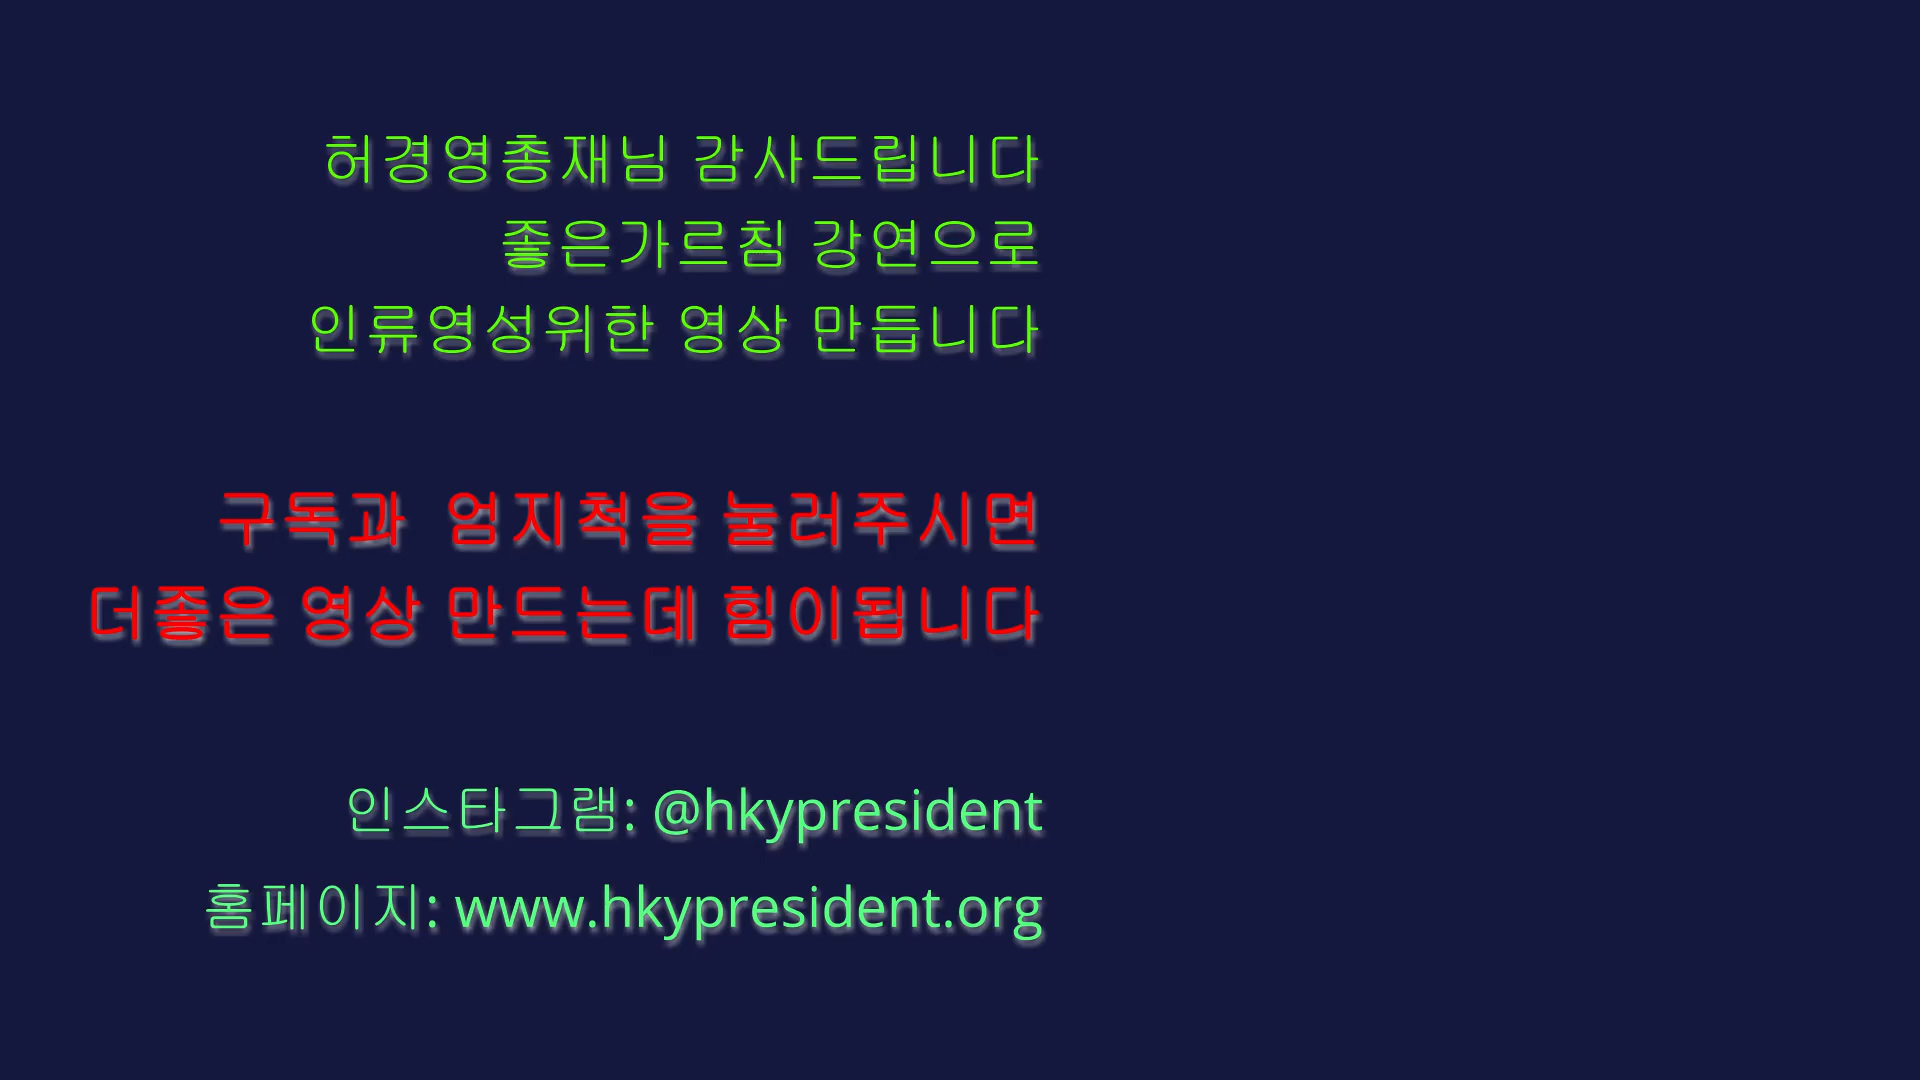 허경영총재님 감사드립니다
좋은가르침 강연으로
인류영성위한 영상 만듭니다
구독과  엄지척을 눌러주시면
더좋은 영상 만드는데 힘이됩니다
인스타그램: @hkypresident
홈페이지: www.hkypresident.org